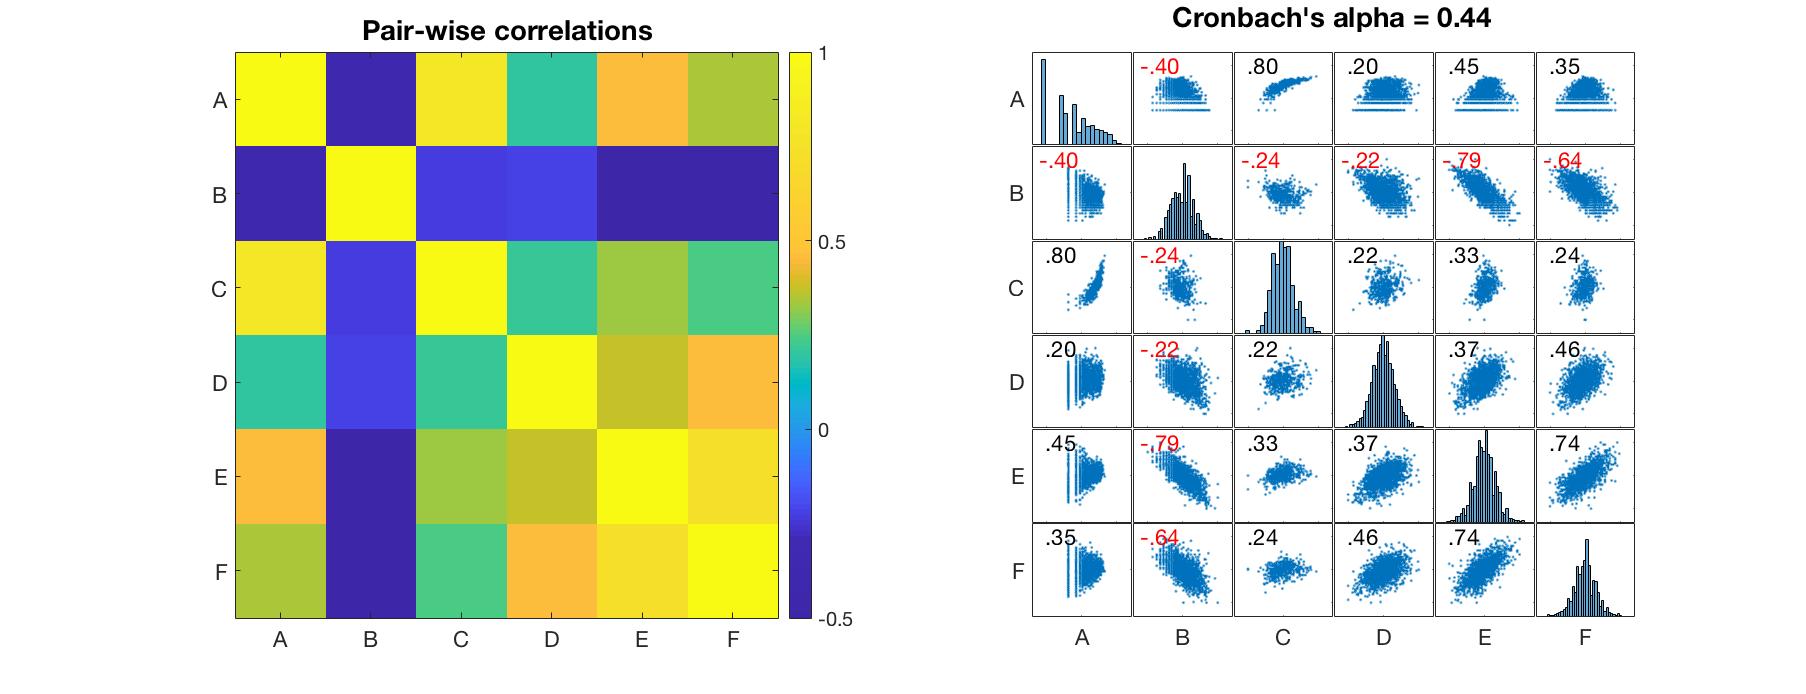 Pair-wise correlations
A
B
C
D
E
F
A B C D E F
1
0.5
0
-0.5
Cronbach's alpha = 0.44
A -.40 .80 .20 .45 .35
B -.40 -.24 -.22 -.79 -.64
C .80 -.24 .22 .33 .24
D .20 -.22 .22 .37 .46
E .45 -.79 .33 .37 .74
F .35 -.64 .24 .46 .74
A B C D E F